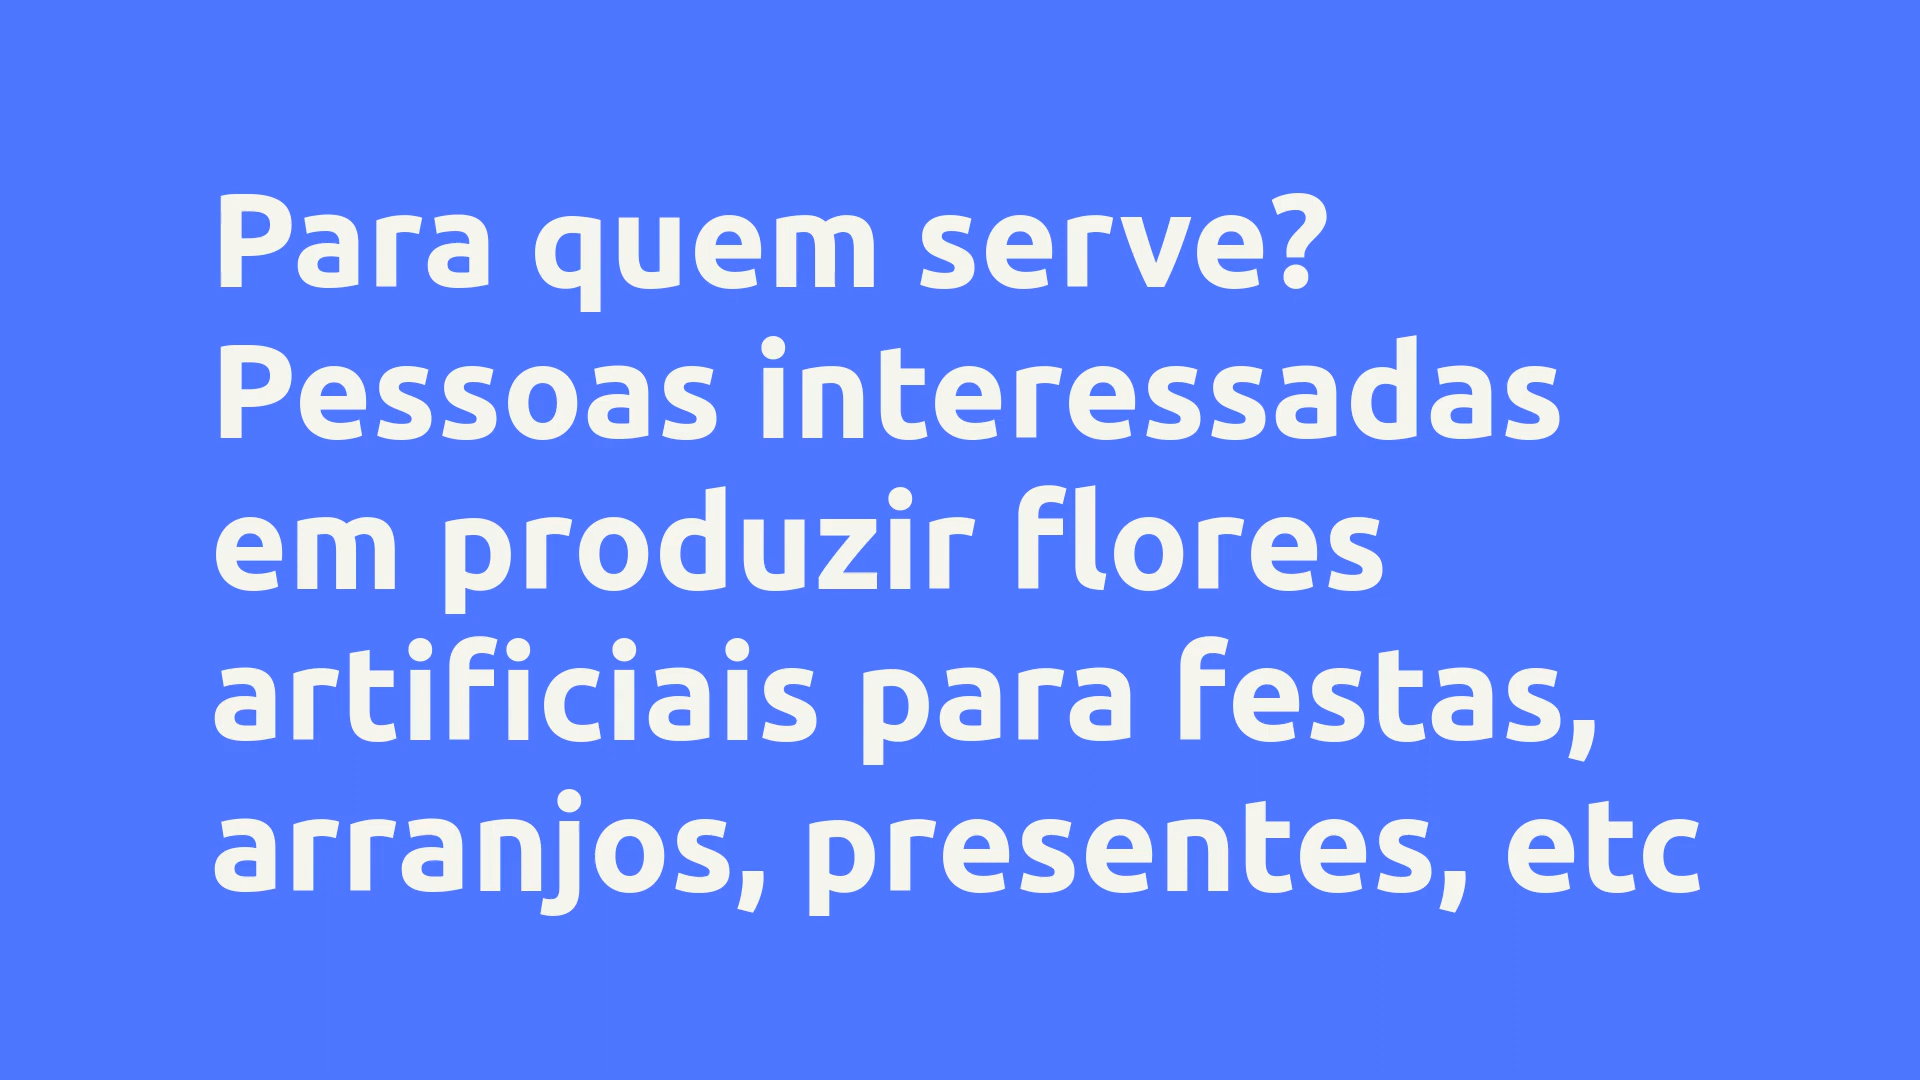 Para quem serve?
Pessoas interessadas
em produzir flores
artificiais para festas,
arranjos, presentes, etc